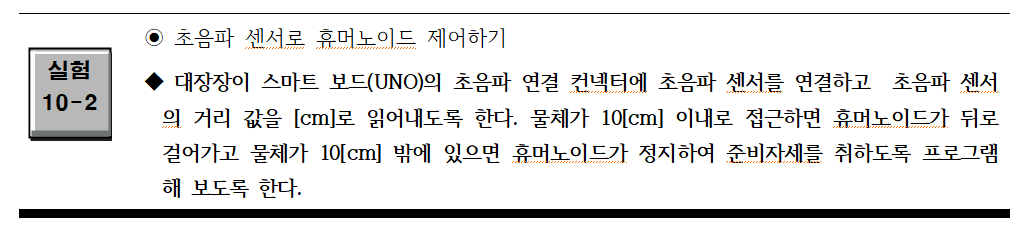 실험
10-2
◉ 초음파 센서로 휴머노이드 제어하기
◆ 대장장이 스마트 보드(UNO)의 초음파 연결 컨넥터에 초음파 센서를 연결하고 초음파 센서
의 거리 값을 [cm]로 읽어내도록 한다. 물체가 10[cm] 이내로 접근하면 휴머노이드가 뒤로
걸어가고 물체가 10[cm] 밖에 있으면 휴머노이드가 정지하여 준비자세를 취하도록 프로그램
해 보도록 한다.